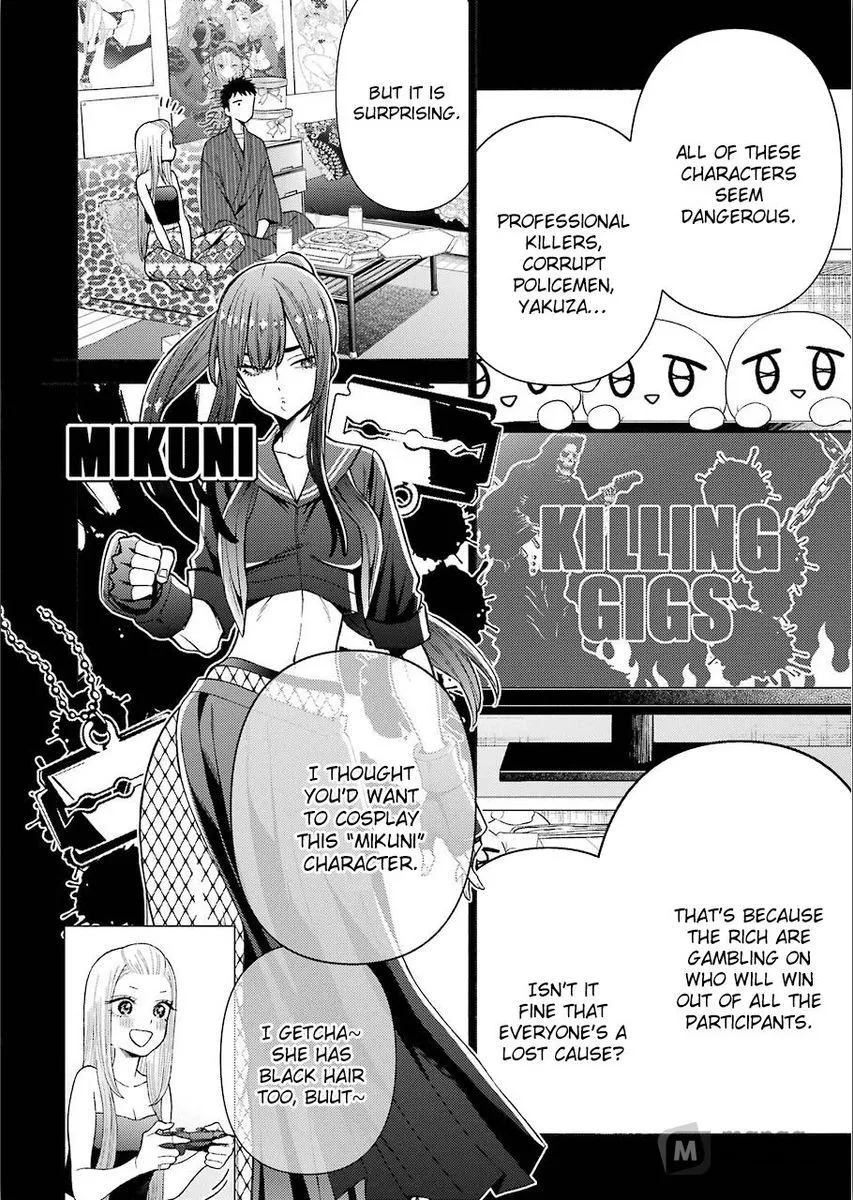 ALL OF THESE
CHARACTERS
SEEM
DANGEROUS.
PROFESSIONAL
KILLERS,
CORRUPT
POLICEMEN,
YAKUZA...
KILLING
GIGS
THAT'S BECAUSE
THE RICH ARE
GAMBLING ON
WHO WILL WIN
OUT OF ALL THE
PARTICIPANTS.
ISN'T IT
FINE THAT
EVERYONE'S A
LOST CAUSE?
BUT IT IS
SURPRISING.
MIKUNI
I THOUGHT
YOU'D WANT
TO COSPLAY
THIS "MIKUNI"
CHARACTER.
I GETCHA~
SHE HAS
BLACK HAIR
TOO, BUUT~
M